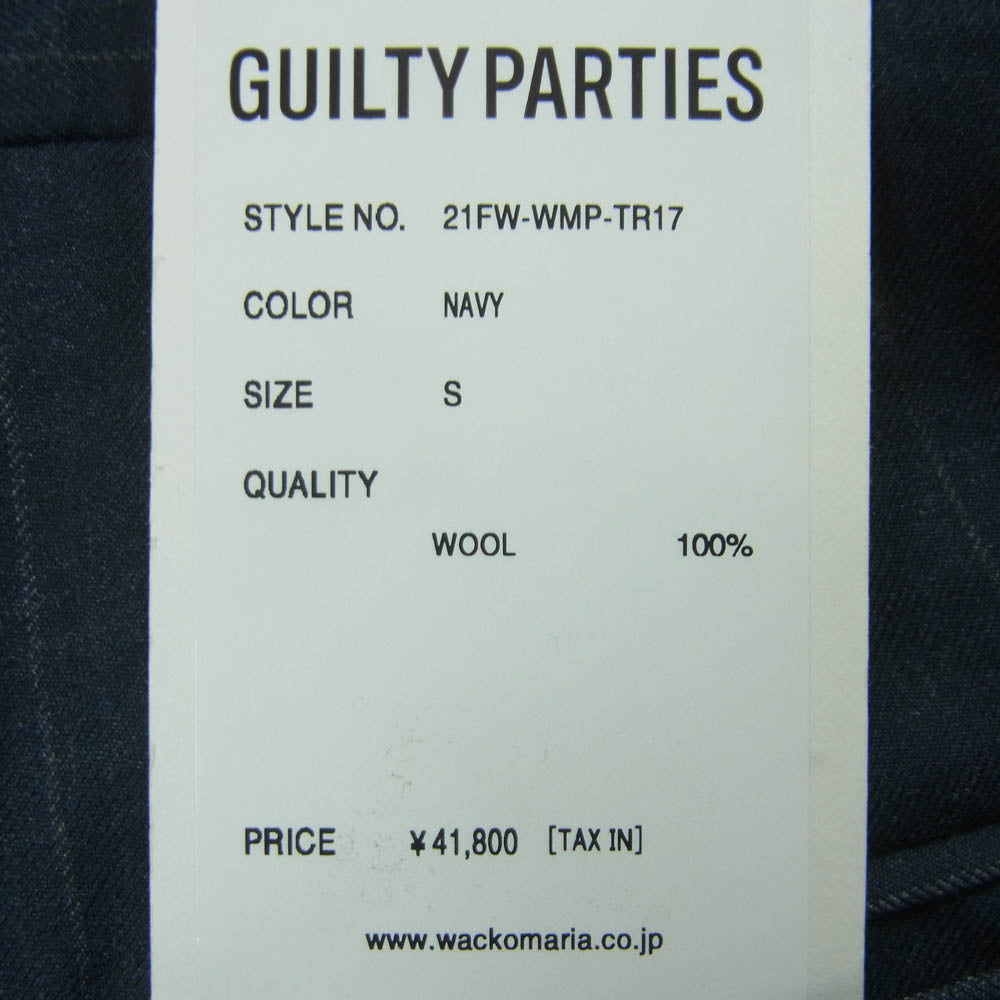 GUILTY PARTIES
STYLE NO. 21FW-WMP-TR17
COLOR NAVY
SIZE S
QUALITY
WOOL 100%
PRICE ¥41,800 [TAX IN]
www.wackomaria.co.jp